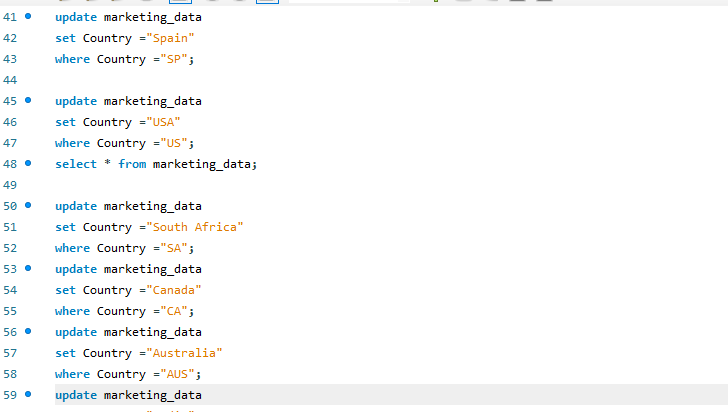 41 update marketing_data
42 set Country ="Spain"
43 where Country ="SP";
44
45 update marketing_data
46 set Country ="USA"
47 where Country ="US";
48 select * from marketing_data;
49
50 update marketing_data
51 set Country ="South Africa"
52 where Country ="SA";
53 update marketing_data
54 set Country ="Canada"
55 where Country ="CA";
56 update marketing_data
57 set Country ="Australia"
58 where Country ="AUS";
59 update marketing_data